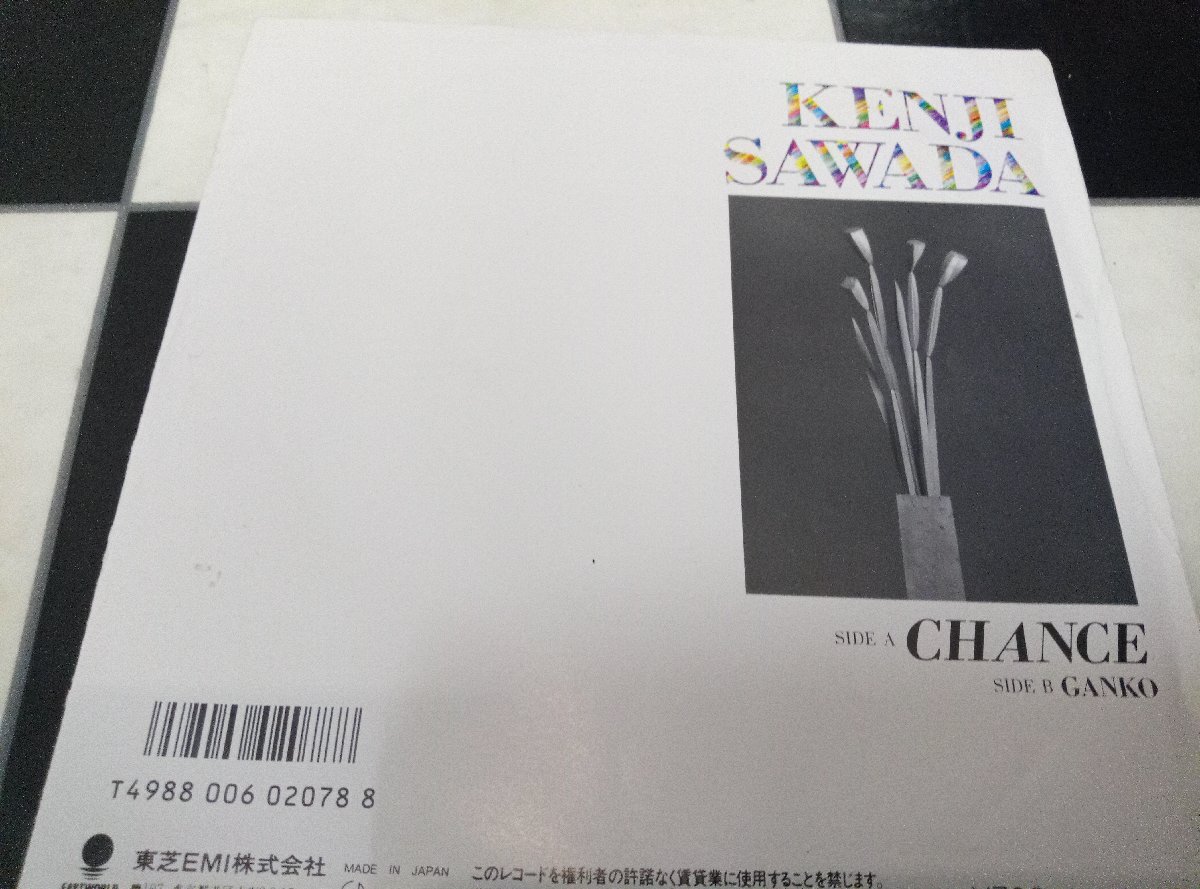 KENJI
SAWADA
SIDE A CHANCE
SIDE B GANKO
T4988 006 02078 8
東芝EMI株式会社 MADE IN JAPAN このレコードを権利者の許諾なく賃貸業に使用することを禁じます。
EASTWORLD